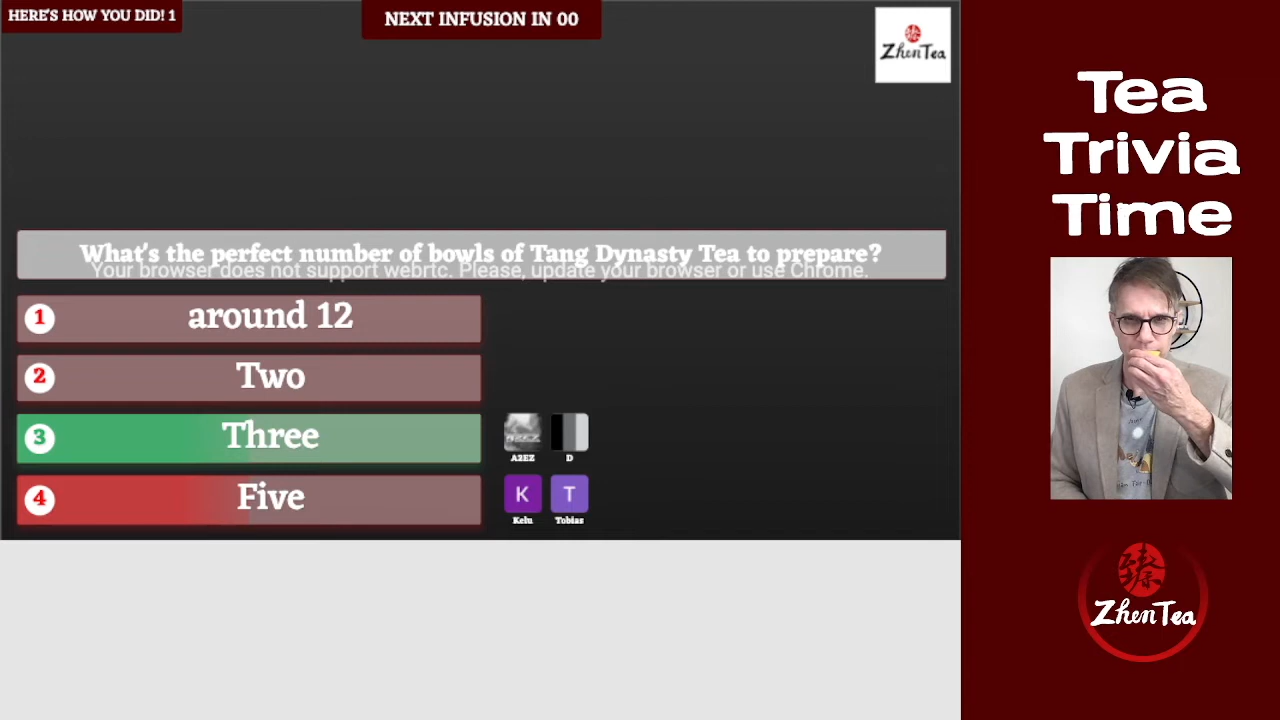 HERE'S HOW YOU DID! 1
NEXT INFUSION IN 00
ZhenTea
What's the perfect number of bowls of Tang Dynasty Tea to prepare?
Your browser does not support webrtc. Please, update your browser or use Chrome.
1 around 12
2 Two
3 Three
A2EZ D
4 Five
K T
Kelu Tobias
Tea
Trivia
Time
臻
ZhenTea